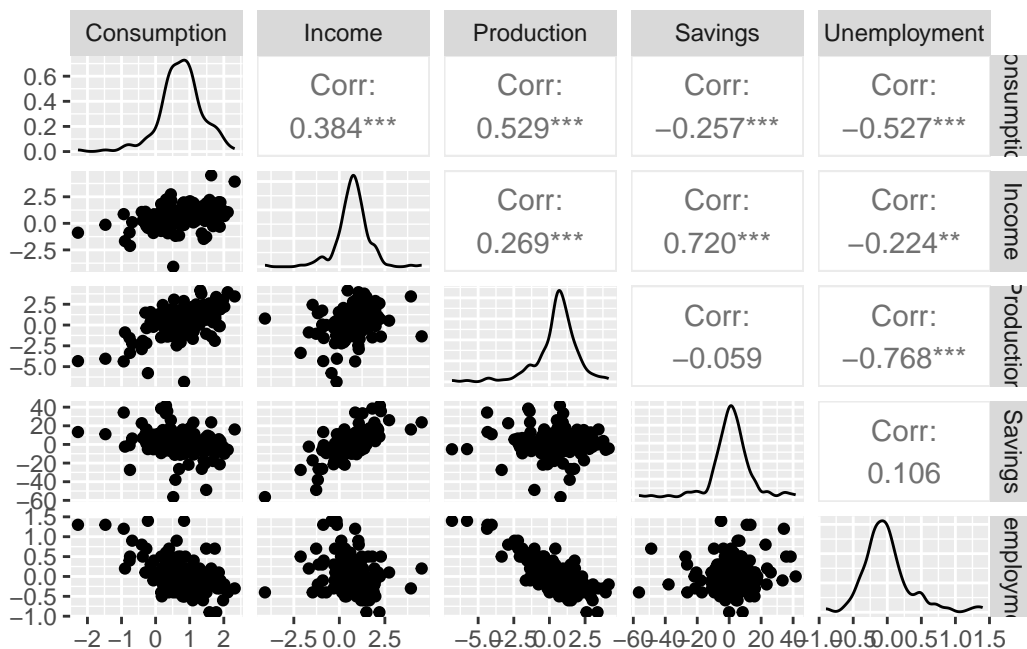 Consumption Income Production Savings Unemployment
0.6
0.4
0.2
0.0
Corr:
0.384***
Corr:
0.529***
Corr:
−0.257***
Corr:
−0.527***
onsumptio
2.5
0.0
−2.5
Corr:
0.269***
Corr:
0.720***
Corr:
−0.224**
Income
2.5
0.0
−2.5
−5.0
Corr:
−0.059
Corr:
−0.768***
Production
40
20
0
−20
−40
−60
Corr:
0.106
Savings
1.5
1.0
0.5
0.0
−0.5
−1.0
employme
−2 −1 0 1 2
−2.5 0.0 2.5
−5.0 −2.5 0.0 2.5
−60 −40 −20 0 20 40
−1.0 −0.5 0.0 0.5 1.0 1.5